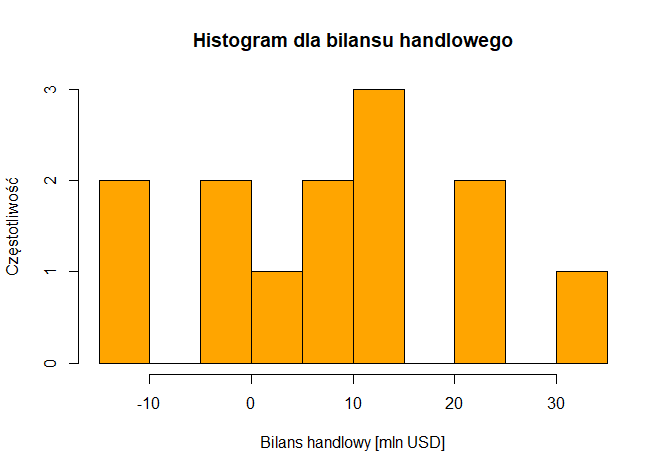 Histogram dla bilansu handlowego
Częstotliwość
3
2
1
0
-10 0 10 20 30
Bilans handlowy [mln USD]